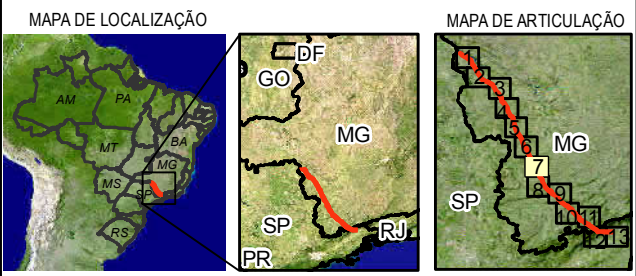 MAPA DE LOCALIZAÇÃO
AM
PA
MT
BA
MG
MS
SP
RS
DF
GO
MG
SP
RJ
PR
MAPA DE ARTICULAÇÃO
1
2
3
4
5
6
MG
7
8
9
SP
10
11
12
13